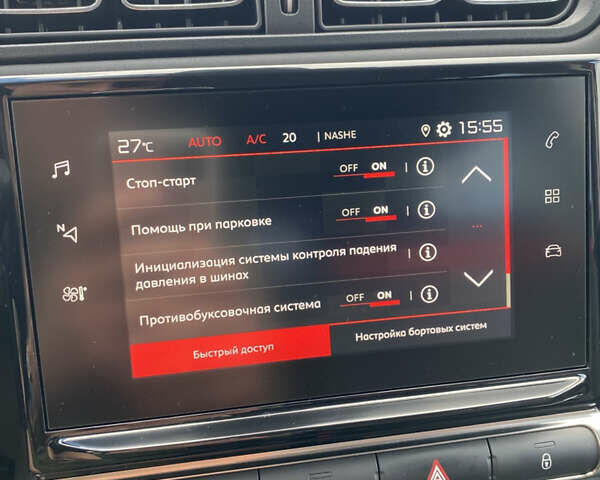 27°C AUTO A/C 20 | NASHE 15:55
Стоп-старт OFF ON
Помощь при парковке OFF ON
Инициализация системы контроля падения
давления в шинах
Противобуксовочная система OFF ON
Быстрый доступ Настройка бортовых систем
N